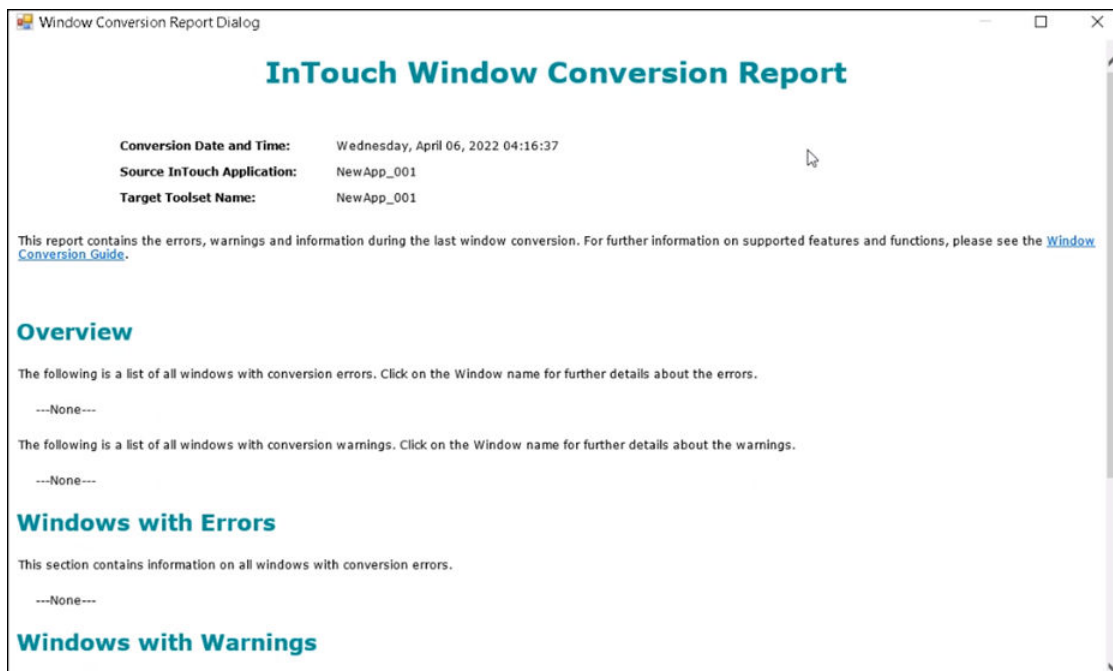 Window Conversion Report Dialog
InTouch Window Conversion Report
Conversion Date and Time: Wednesday, April 06, 2022 04:16:37
Source InTouch Application: NewApp_001
Target Toolset Name: NewApp_001
This report contains the errors, warnings and information during the last window conversion. For further information on supported features and functions, please see the Window
Conversion Guide.
Overview
The following is a list of all windows with conversion errors. Click on the Window name for further details about the errors.
---None---
The following is a list of all windows with conversion warnings. Click on the Window name for further details about the warnings.
---None---
Windows with Errors
This section contains information on all windows with conversion errors.
---None---
Windows with Warnings